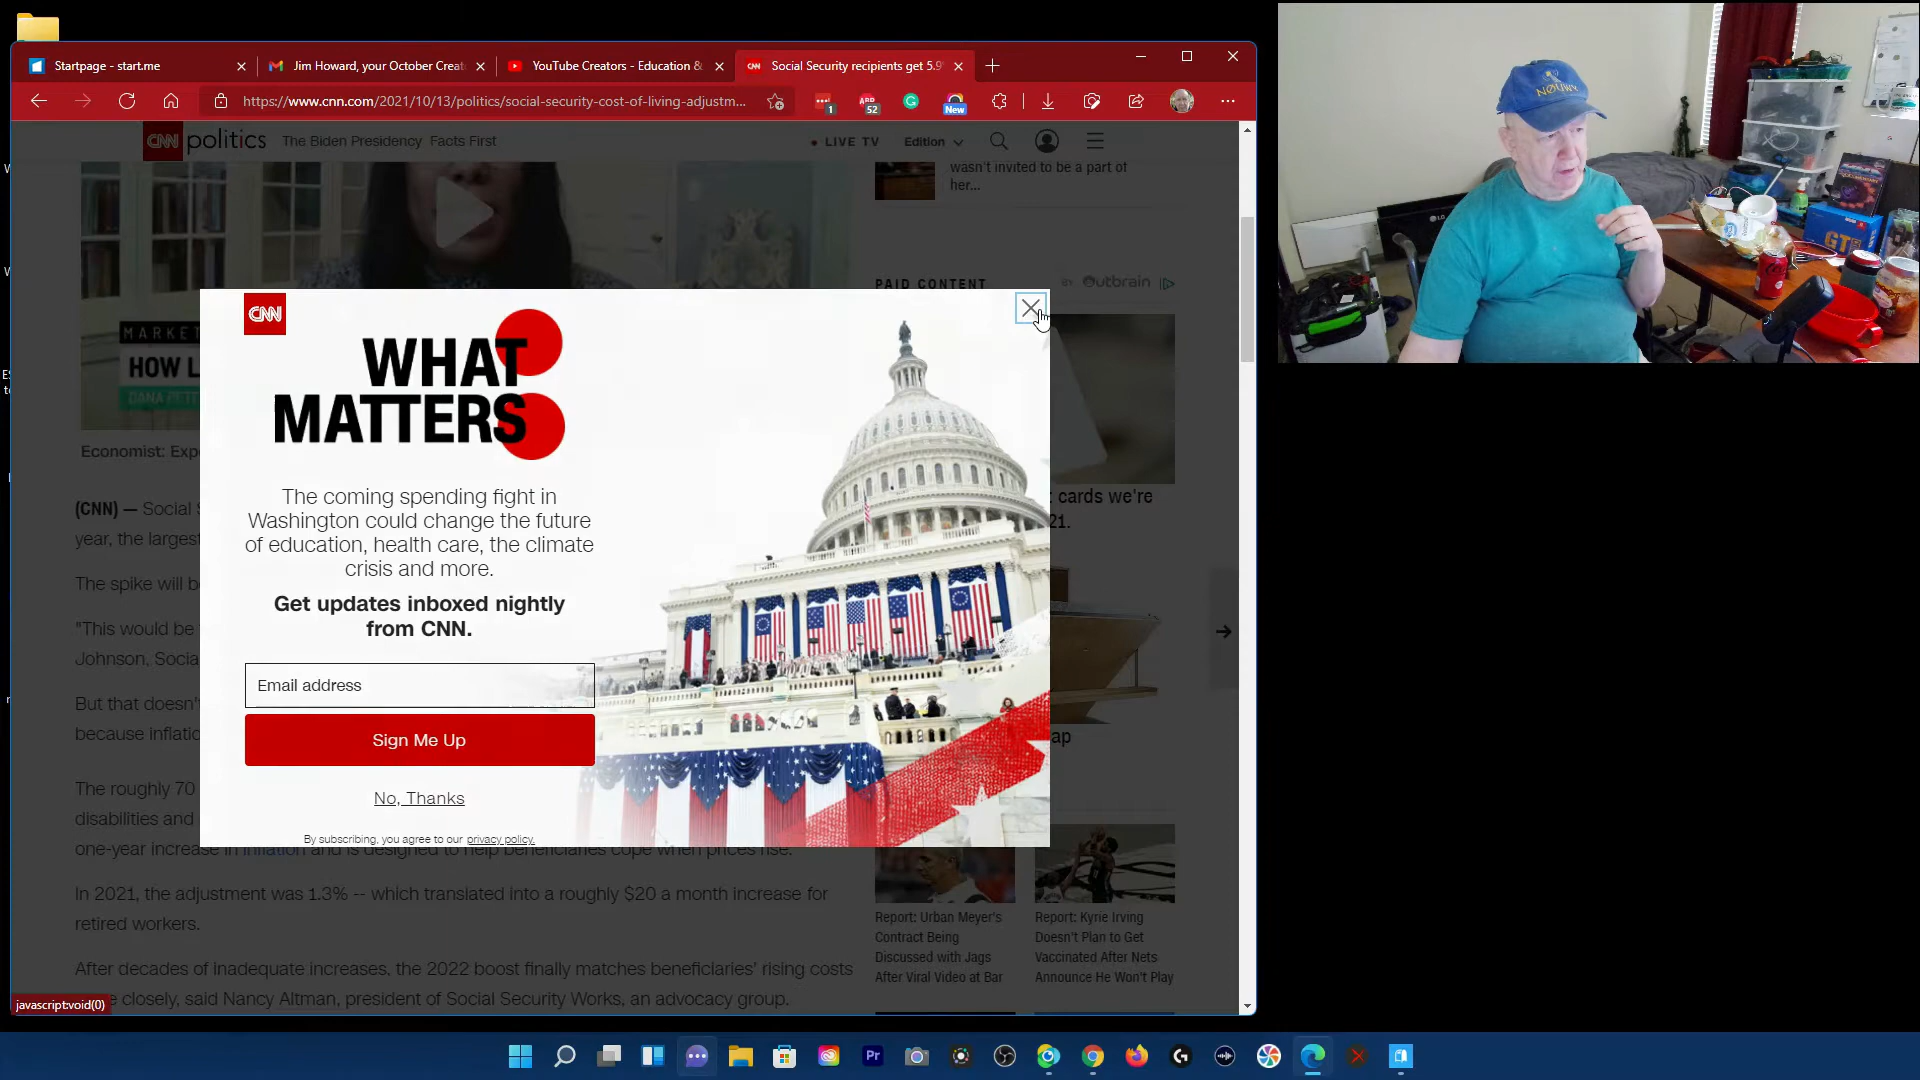 Startpage - start.me
Jim Howard, your October Creat
YouTube Creators - Education &
Social Security recipients get 5.9
https://www.cnn.com/2021/10/13/politics/social-security-cost-of-living-adjustm...
1
ABP
52
New
CNN politics
The Biden Presidency
Facts First
LIVE TV
Edition
wasn't invited to be a part of
her...
PAID CONTENT
BY Outbrain
MARKET
HOW L
Economist: Expe
(CNN) — Social S
year, the largest
The spike will be
"This would be
Johnson, Socia
But that doesn't
because inflatio
The roughly 70
disabilities and
one-year increase in inflation and is designed to help beneficiaries cope when prices rise.
In 2021, the adjustment was 1.3% -- which translated into a roughly $20 a month increase for
retired workers.
After decades of inadequate increases, the 2022 boost finally matches beneficiaries' rising costs
closely, said Nancy Altman, president of Social Security Works, an advocacy group.
CNN
WHAT
MATTERS
The coming spending fight in
Washington could change the future
of education, health care, the climate
crisis and more.
Get updates inboxed nightly
from CNN.
Email address
Sign Me Up
No, Thanks
By subscribing, you agree to our privacy policy.
cards we're
21.
ap
Report: Urban Meyer's
Contract Being
Discussed with Jags
After Viral Video at Bar
Report: Kyrie Irving
Doesn't Plan to Get
Vaccinated After Nets
Announce He Won't Play
javascript:void(0)
Pr
LG